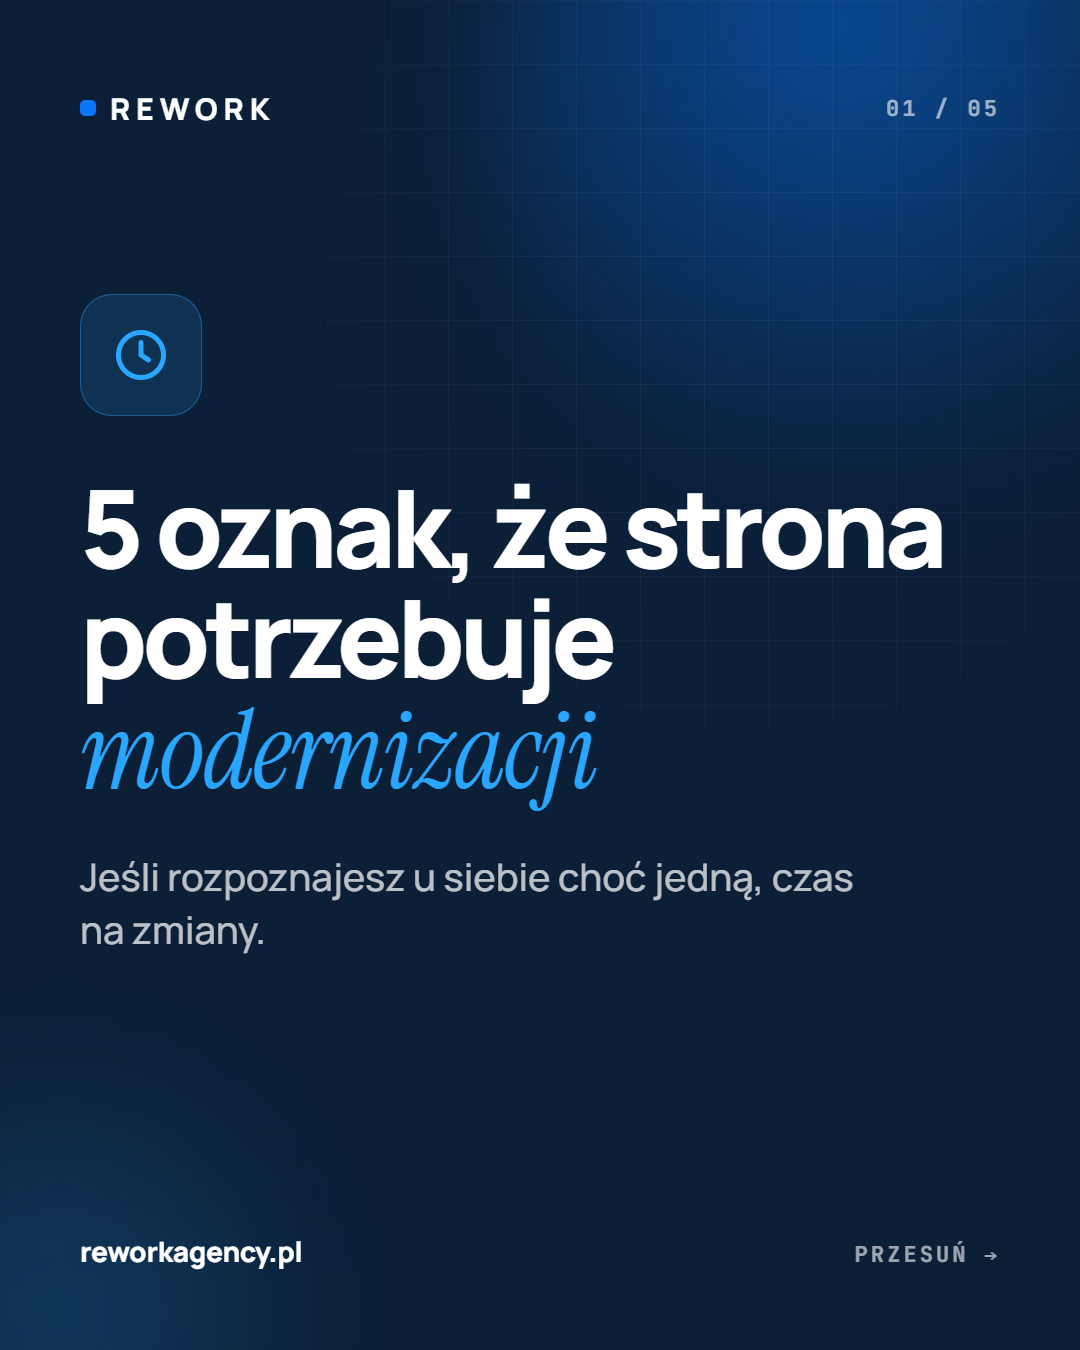 REWORK
01 / 05
5 oznak, że strona
potrzebuje
modernizacji
Jeśli rozpoznajesz u siebie choć jedną, czas
na zmiany.
reworkagency.pl
PRZESUŃ →